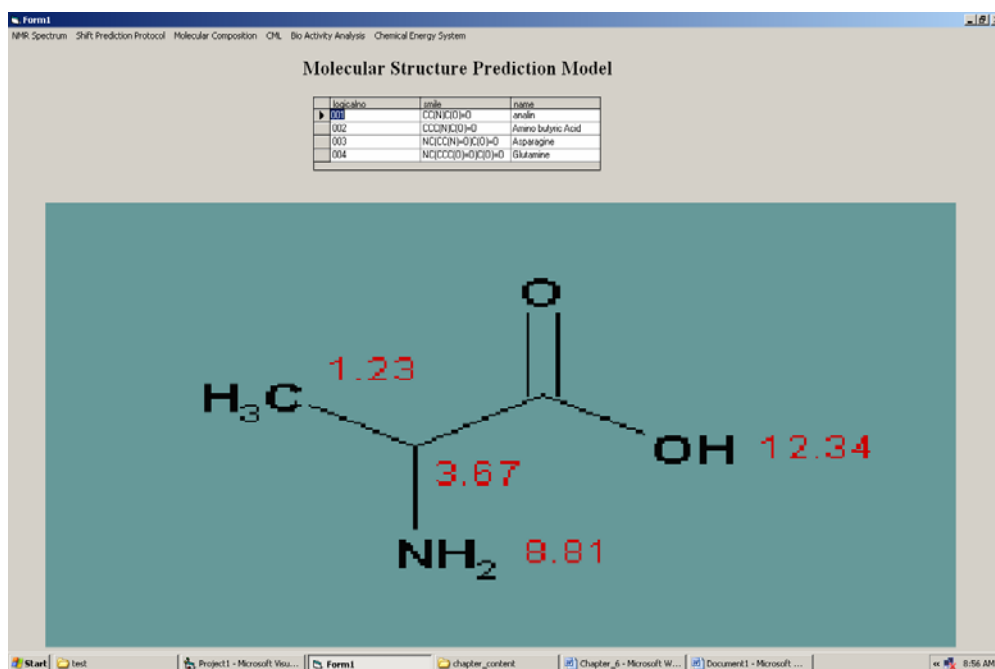 Form1
NMR Spectrum Shift Prediction Protocol Molecular Composition CML Bio Activity Analysis Chemical Energy System
Molecular Structure Prediction Model
logicalno smile name
001 CC(N)C(O)=O analin
002 CCC(N)C(O)=O Amino butyric Acid
003 NC(CC(N)=O)C(O)=O Asparagine
004 NC(CCC(O)=O)C(O)=O Glutamine
O
1.23
H3C
OH 12.34
3.67
NH2 8.81
Start test Project1 - Microsoft Visu... Form1 chapter_content Chapter_6 - Microsoft W... Document1 - Microsoft ... 8:56 AM